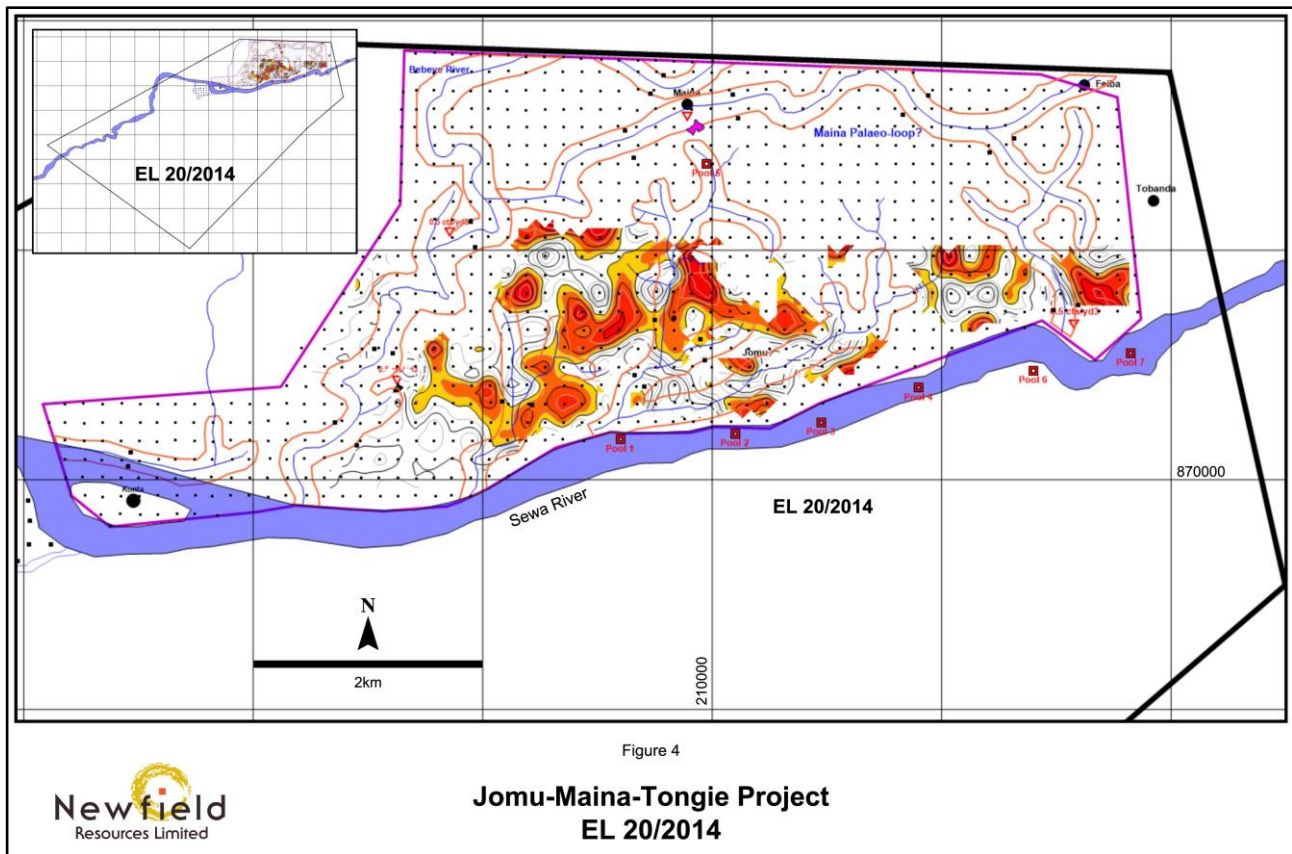 EL 20/2014
Bebeye River
Maina
Feiba
Maina Palaeo-loop?
Pool 5
Tobanda
Jomu
Pool 7
Pool 6
Pool 4
Pool 3
Pool 1
Pool 2
870000
Konta
Sewa River
EL 20/2014
N
2km
210000
Figure 4
Newfield
Resources Limited
Jomu-Maina-Tongie Project
EL 20/2014